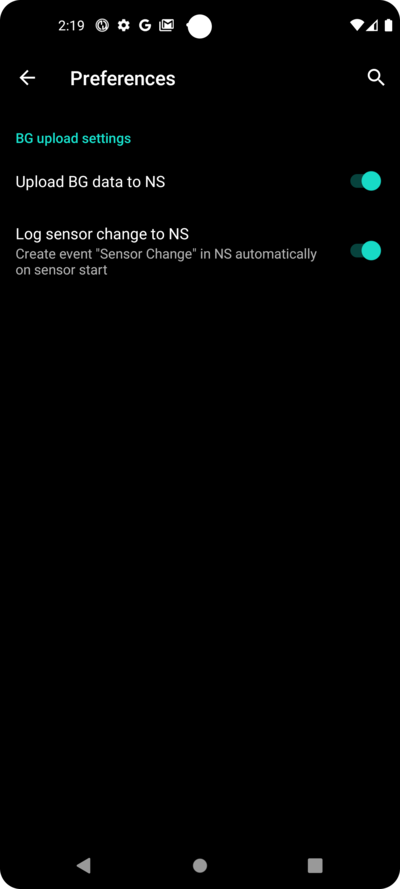 2:19
Preferences
BG upload settings
Upload BG data to NS
Log sensor change to NS
Create event "Sensor Change" in NS automatically
on sensor start